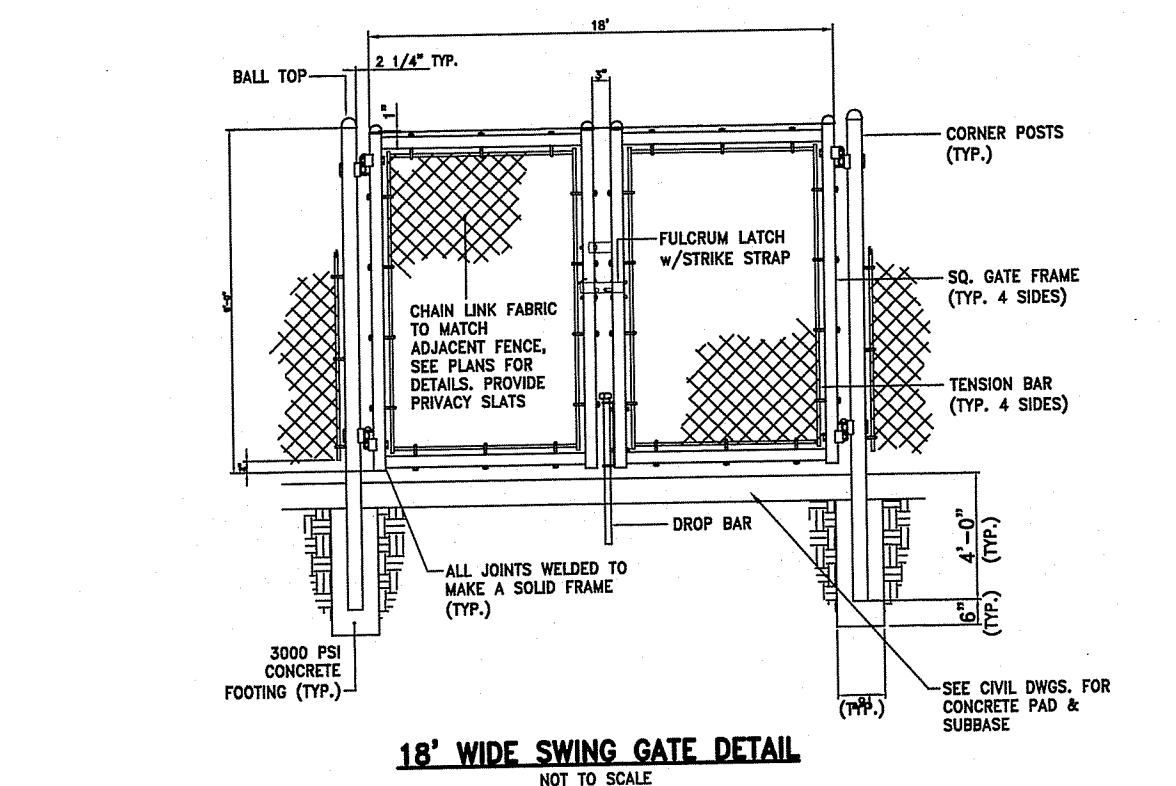 18'
2 1/4" TYP.
BALL TOP
3"
1"
CORNER POSTS
(TYP.)
FULCRUM LATCH
w/STRIKE STRAP
SQ. GATE FRAME
(TYP. 4 SIDES)
CHAIN LINK FABRIC
TO MATCH
ADJACENT FENCE,
SEE PLANS FOR
DETAILS. PROVIDE
PRIVACY SLATS
TENSION BAR
(TYP. 4 SIDES)
DROP BAR
4'-0"
(TYP.)
ALL JOINTS WELDED TO
MAKE A SOLID FRAME
(TYP.)
6"
(TYP.)
3000 PSI
CONCRETE
FOOTING (TYP.)
(TYP.)
SEE CIVIL DWGS. FOR
CONCRETE PAD &
SUBBASE
18' WIDE SWING GATE DETAIL
NOT TO SCALE